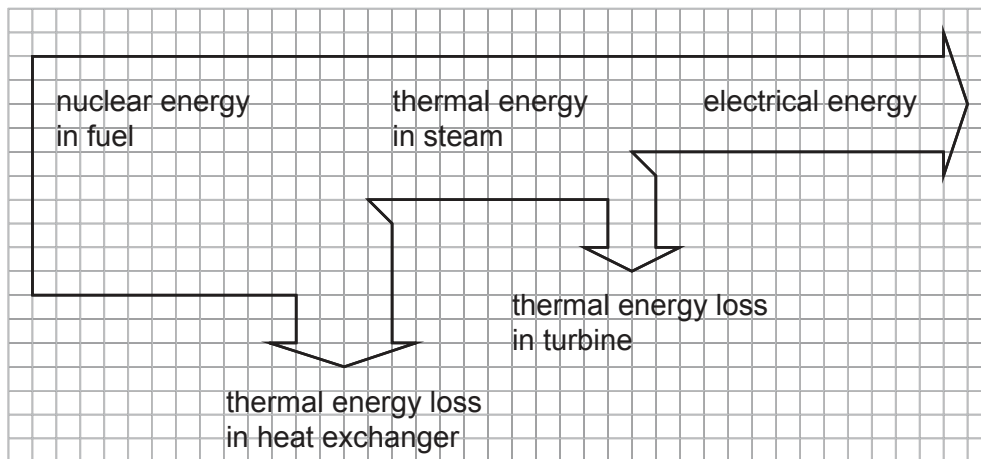 nuclear energy
in fuel
thermal energy
in steam
electrical energy
thermal energy loss
in turbine
thermal energy loss
in heat exchanger